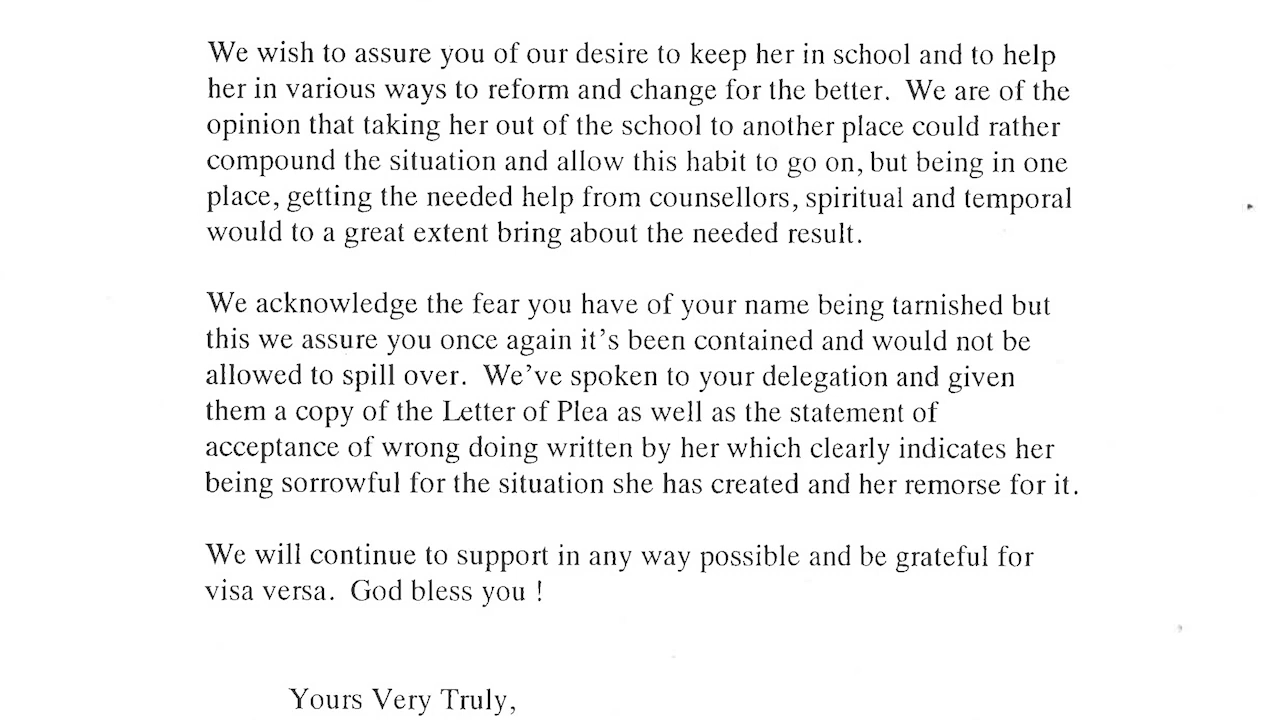 We wish to assure you of our desire to keep her in school and to help
her in various ways to reform and change for the better.  We are of the
opinion that taking her out of the school to another place could rather
compound the situation and allow this habit to go on, but being in one
place, getting the needed help from counsellors, spiritual and temporal
would to a great extent bring about the needed result.

We acknowledge the fear you have of your name being tarnished but
this we assure you once again it's been contained and would not be
allowed to spill over.  We've spoken to your delegation and given
them a copy of the Letter of Plea as well as the statement of
acceptance of wrong doing written by her which clearly indicates her
being sorrowful for the situation she has created and her remorse for it.

We will continue to support in any way possible and be grateful for
visa versa.  God bless you !

Yours Very Truly,